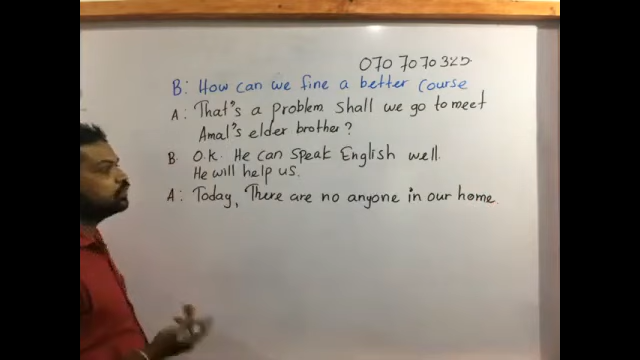 070 7070 325
B: How can we fine a better course
A: That's a problem shall we go to meet
Amal's elder brother?
B. O.K. He can speak English well.
He will help us.
A: Today, There are no anyone in our home.